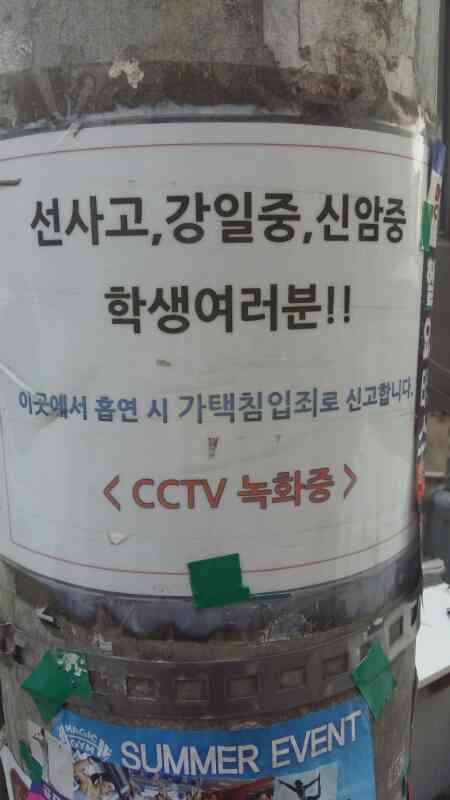 선사고,강일중,신암중
학생여러분!!
이곳에서 흡연 시 가택침입죄로 신고합니다.
< CCTV 녹화중 >
MAGIC
GYM
SUMMER EVENT